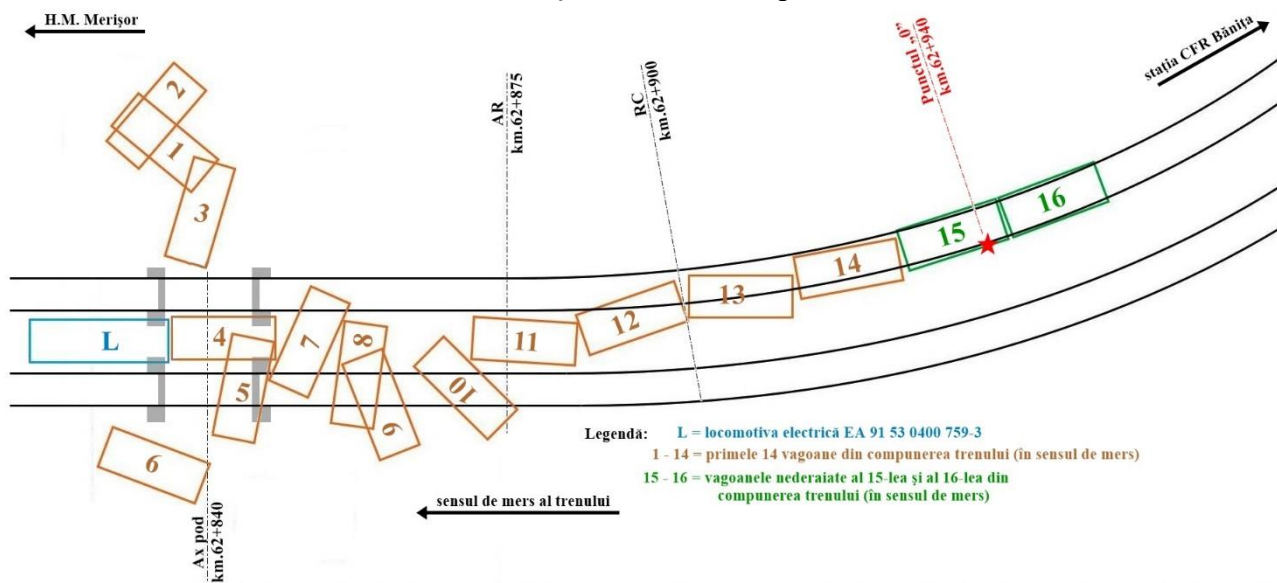 H.M. Merişor
stația CFR Bănița
Punctul „0”
km.62+940
RC
km.62+900
AR
km.62+875
2
1
3
16
15
14
13
12
11
L
4
7
8
5
10
9
6
Legendă:
L = locomotiva electrică EA 91 53 0400 759-3
1 - 14 = primele 14 vagoane din compunerea trenului (în sensul de mers)
15 - 16 = vagoanele nederaiate al 15-lea şi al 16-lea din
compunerea trenului (în sensul de mers)
sensul de mers al trenului
Ax pod
km.62+840